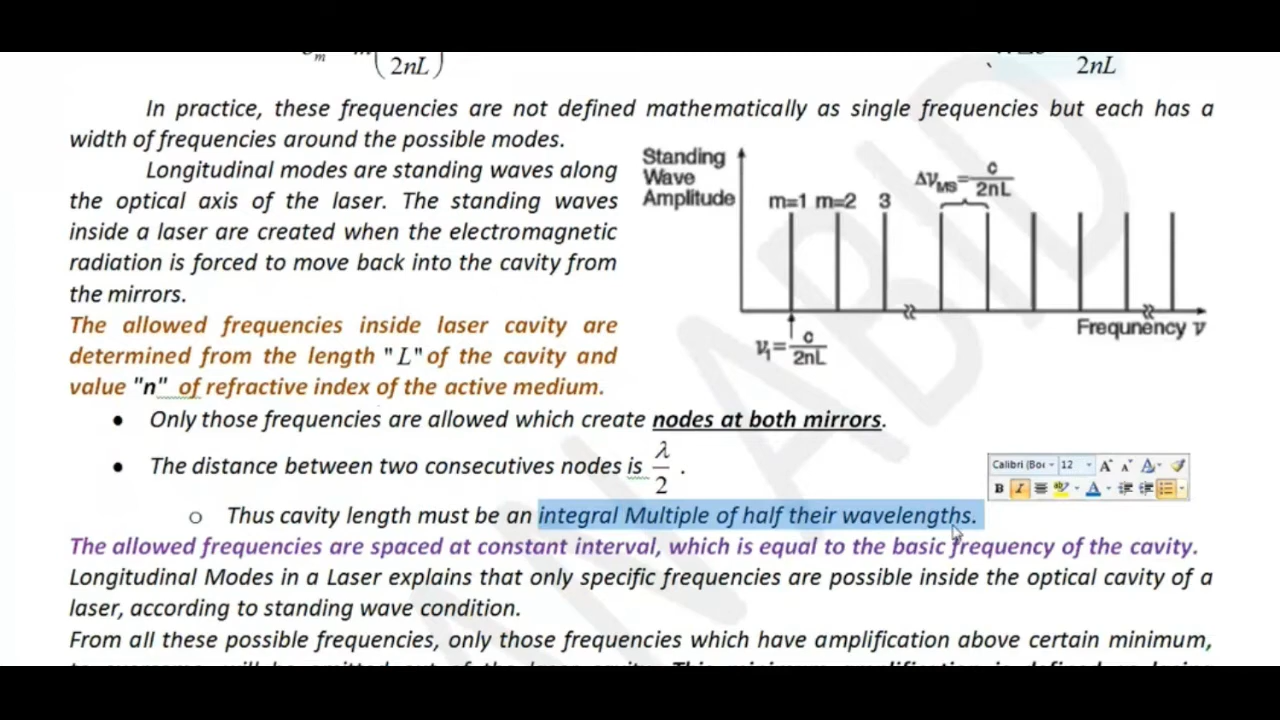 m ( 2nL )
2nL
In practice, these frequencies are not defined mathematically as single frequencies but each has a
width of frequencies around the possible modes.
Longitudinal modes are standing waves along
the optical axis of the laser. The standing waves
inside a laser are created when the electromagnetic
radiation is forced to move back into the cavity from
the mirrors.
The allowed frequencies inside laser cavity are
determined from the length "L" of the cavity and
value "n" of refractive index of the active medium.
Standing
Wave
Amplitude
m=1 m=2 3
Δν_MS = c/2nL
Frequnency ν
ν₁ = c/2nL
• Only those frequencies are allowed which create nodes at both mirrors.
• The distance between two consecutives nodes is λ/2 .
o Thus cavity length must be an integral Multiple of half their wavelengths.
Calibri (Boc 12
B I A
The allowed frequencies are spaced at constant interval, which is equal to the basic frequency of the cavity.
Longitudinal Modes in a Laser explains that only specific frequencies are possible inside the optical cavity of a
laser, according to standing wave condition.
From all these possible frequencies, only those frequencies which have amplification above certain minimum,